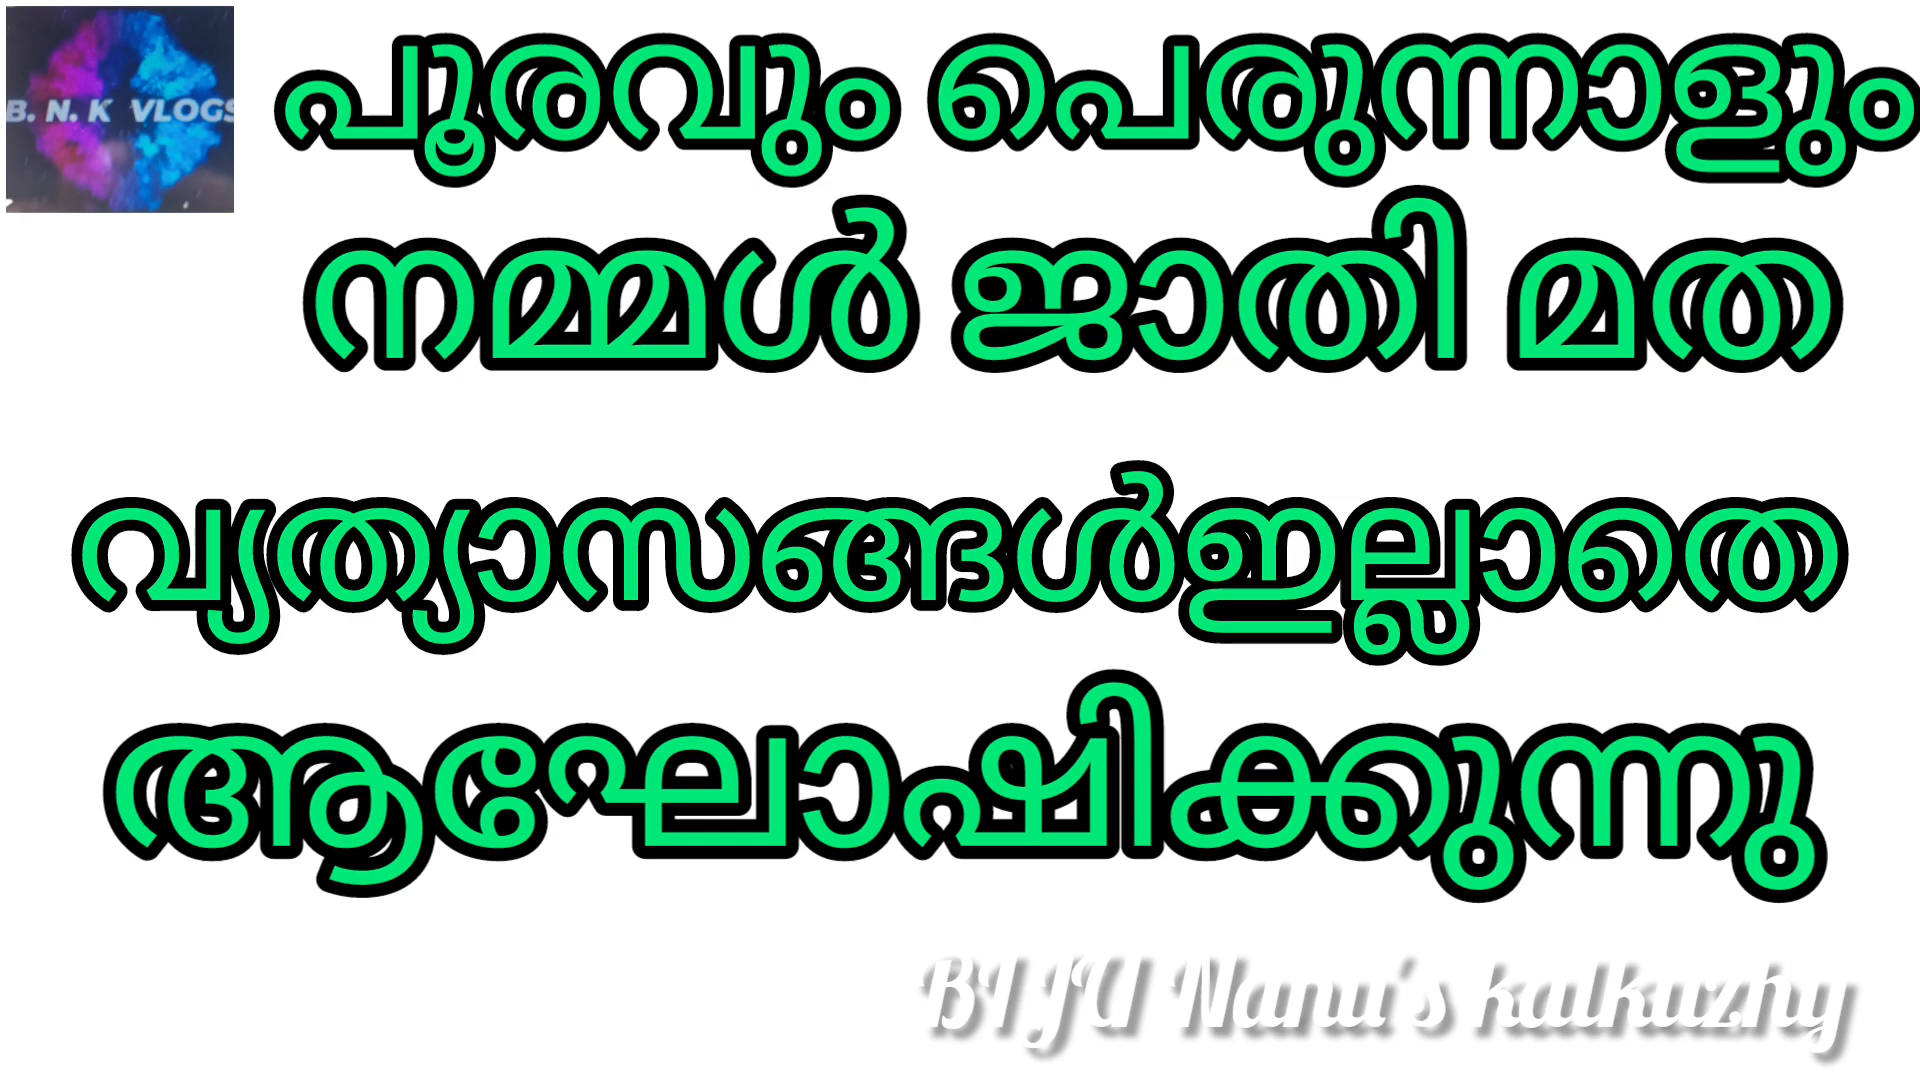 B. N. K VLOGS
പൂരവും പെരുന്നാളും
നമ്മൾ ജാതി മത
വ്യത്യാസങ്ങൾഇല്ലാതെ
ആഘോഷിക്കുന്നു
BIJU Nanu's kalkuzhy